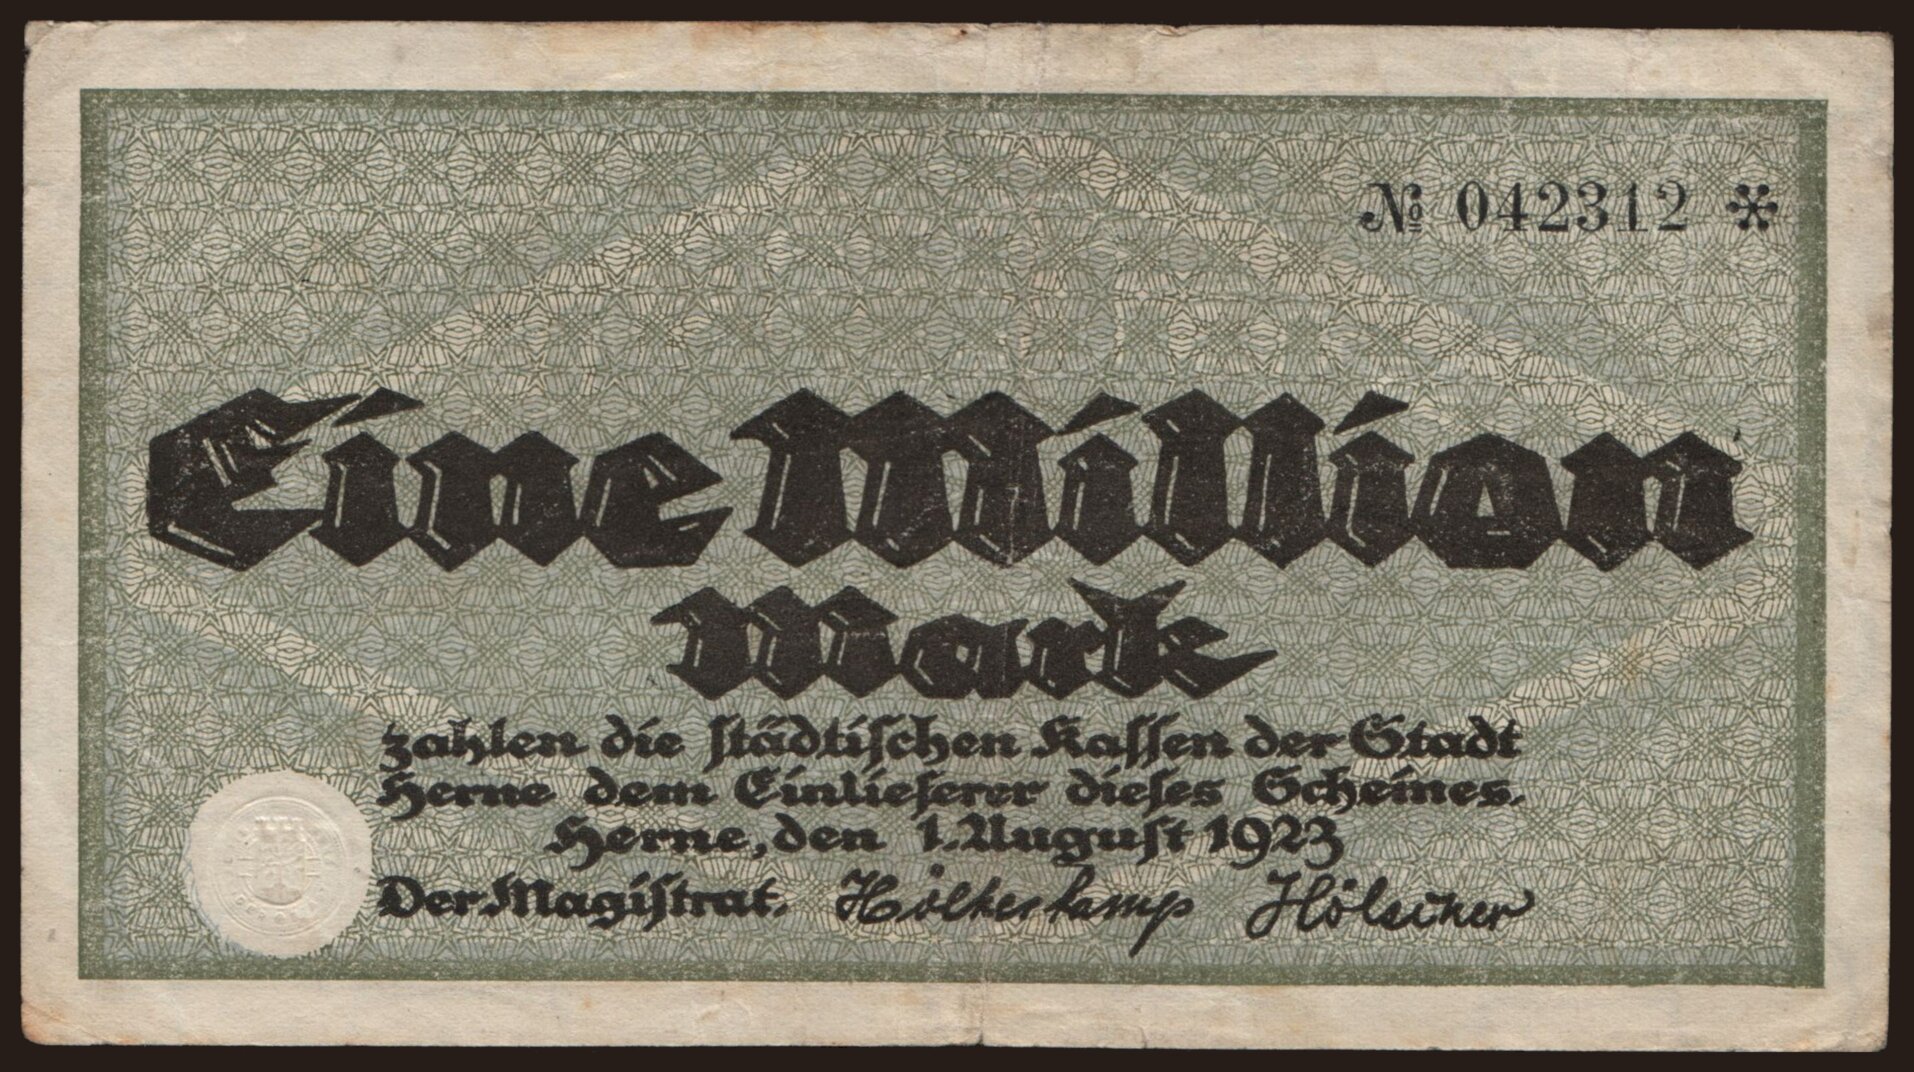 № 042312 *
Eine Million
Mark
zahlen die städtischen Kassen der Stadt
Herne dem Einlieferer dieses Scheines.
Herne, den 1. August 1923
Der Magistrat. Hölkeskamp Hölscher